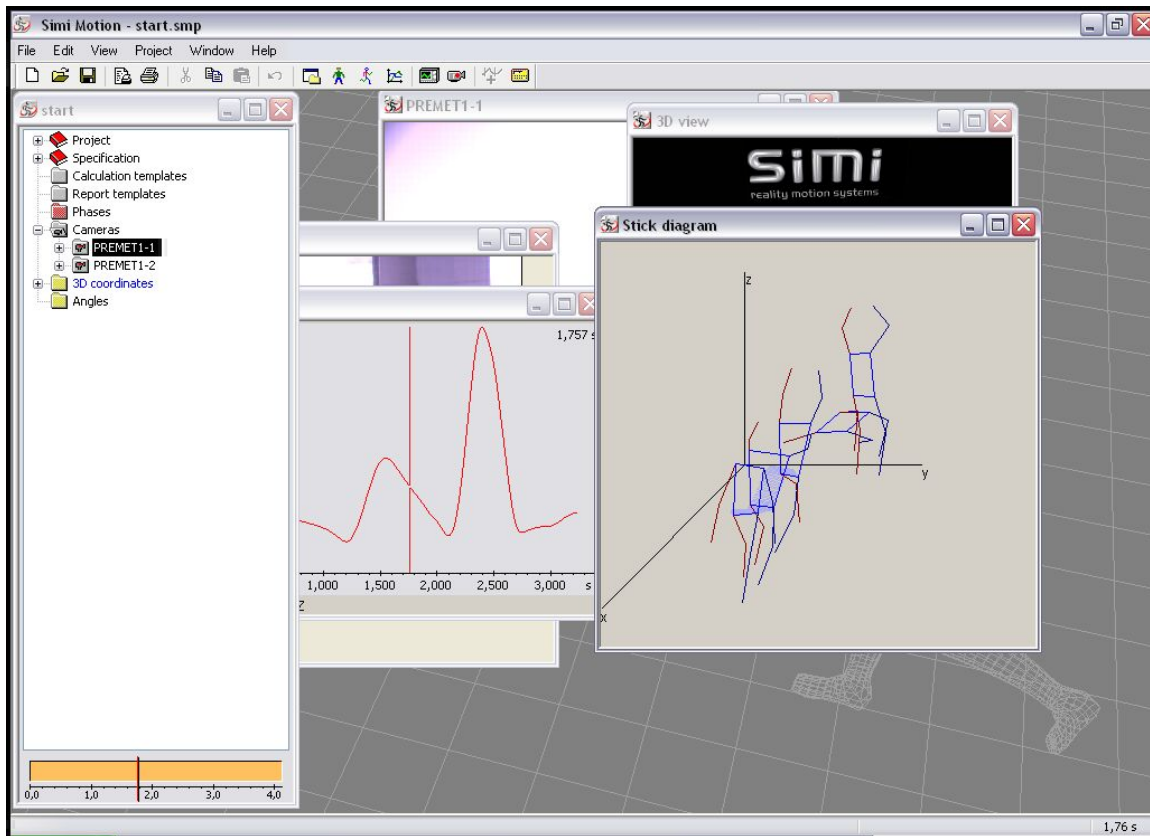 Simi Motion - start.smp
File Edit View Project Window Help
start
Project
Specification
Calculation templates
Report templates
Phases
Cameras
PREMET1-1
PREMET1-2
3D coordinates
Angles
0,0 1,0 2,0 3,0 4,0
PREMET1-1
3D view
SIMI
reality motion systems
1,757 s
1,000 1,500 2,000 2,500 3,000 s
Z
Stick diagram
z
y
x
1,76 s